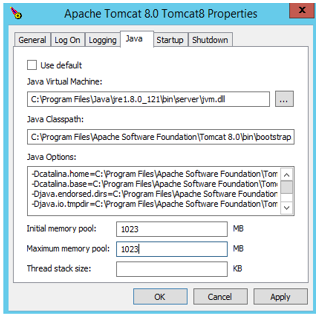 Apache Tomcat 8.0 Tomcat8 Properties
x
General Log On Logging Java Startup Shutdown
Use default
Java Virtual Machine:
C:\Program Files\Java\jre1.8.0_121\bin\server\jvm.dll ...
Java Classpath:
C:\Program Files\Apache Software Foundation\Tomcat 8.0\bin\bootstrap
Java Options:
-Dcatalina.home=C:\Program Files\Apache Software Foundation\Tom
-Dcatalina.base=C:\Program Files\Apache Software Foundation\Tom
-Djava.endorsed.dirs=C:\Program Files\Apache Software Foundation
-Djava.io.tmpdir=C:\Program Files\Apache Software Foundation\Tom
Initial memory pool: 1023 MB
Maximum memory pool: 1023 MB
Thread stack size: KB
OK Cancel Apply